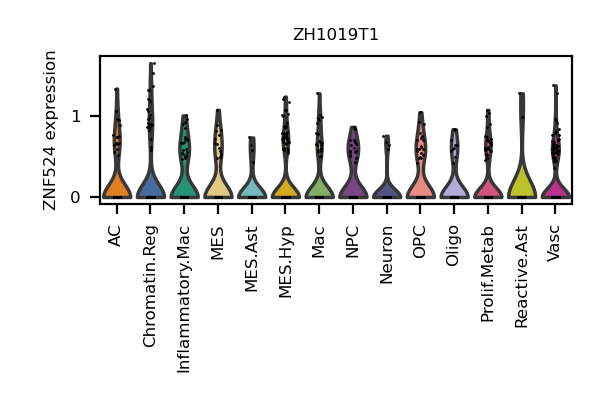 ZH1019T1
ZNF524 expression
1
0
AC
Chromatin.Reg
Inflammatory.Mac
MES
MES.Ast
MES.Hyp
Mac
NPC
Neuron
OPC
Oligo
Prolif.Metab
Reactive.Ast
Vasc